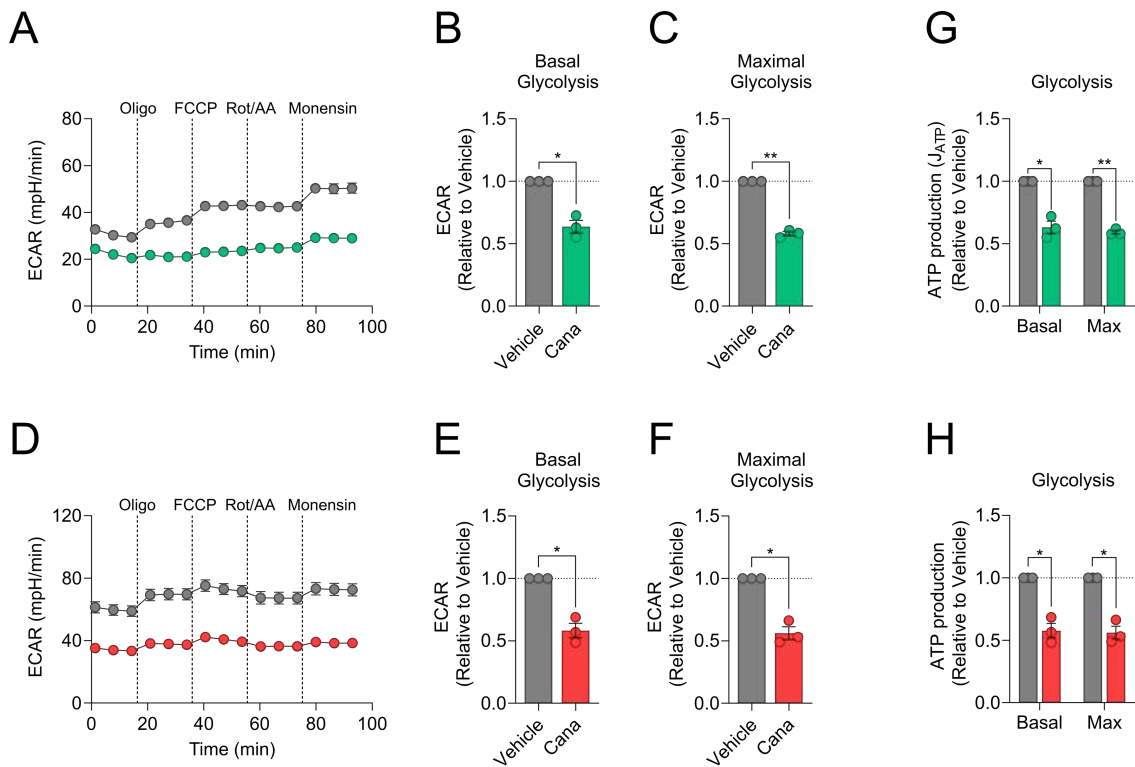 A
Oligo FCCP Rot/AA Monensin
ECAR (mpH/min)
80
60
40
20
0
0 20 40 60 80 100
Time (min)
B
Basal
Glycolysis
ECAR
(Relative to Vehicle)
1.5
1.0
0.5
0.0
*
Vehicle
Cana
C
Maximal
Glycolysis
ECAR
(Relative to Vehicle)
1.5
1.0
0.5
0.0
**
Vehicle
Cana
G
Glycolysis
ATP production (JATP)
(Relative to Vehicle)
1.5
1.0
0.5
0.0
* **
Basal Max
D
Oligo FCCP Rot/AA Monensin
ECAR (mpH/min)
120
80
40
0
0 20 40 60 80 100
Time (min)
E
Basal
Glycolysis
ECAR
(Relative to Vehicle)
1.5
1.0
0.5
0.0
*
Vehicle
Cana
F
Maximal
Glycolysis
ECAR
(Relative to Vehicle)
1.5
1.0
0.5
0.0
*
Vehicle
Cana
H
Glycolysis
ATP production
(Relative to Vehicle)
1.5
1.0
0.5
0.0
* *
Basal Max